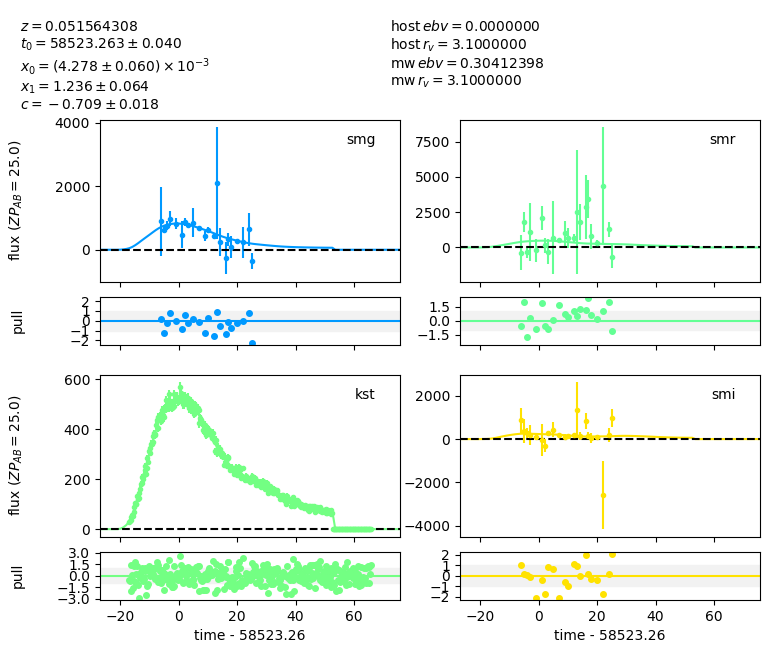 z = 0.051564308
t₀ = 58523.263 ± 0.040
x₀ = (4.278 ± 0.060) × 10⁻³
x₁ = 1.236 ± 0.064
c = −0.709 ± 0.018
host ebv = 0.0000000
host r_v = 3.1000000
mw ebv = 0.30412398
mw r_v = 3.1000000
smg
4000
2000
0
flux (ZP_AB = 25.0)
smr
7500
5000
2500
0
2
1
0
−1
−2
pull
1.5
0.0
−1.5
kst
600
400
200
0
flux (ZP_AB = 25.0)
smi
2000
0
−2000
−4000
3.0
1.5
0.0
−1.5
−3.0
pull
2
1
0
−1
−2
−20 0 20 40 60
time - 58523.26
−20 0 20 40 60
time - 58523.26